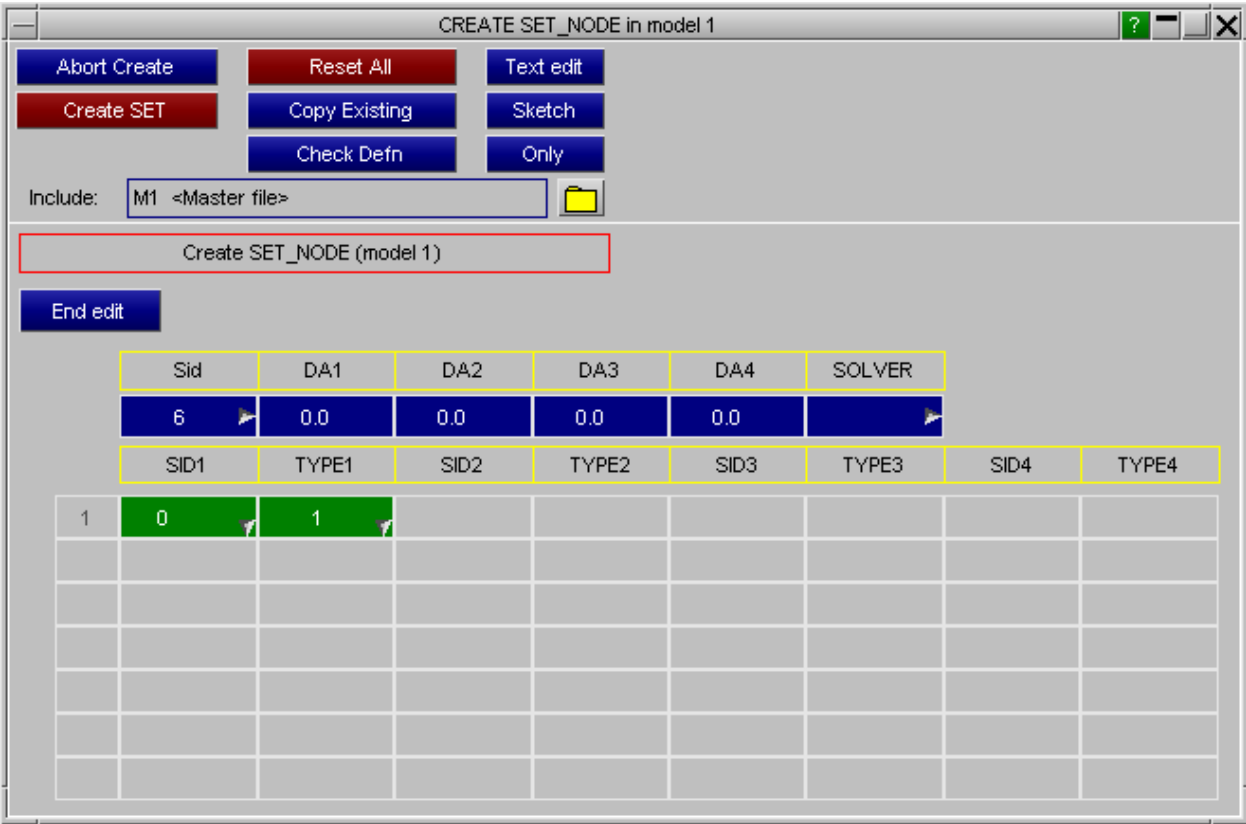 CREATE SET_NODE in model 1 ?
Abort Create Reset All Text edit
Create SET Copy Existing Sketch
Check Defn Only
Include: M1 <Master file>
Create SET_NODE (model 1)
End edit
Sid DA1 DA2 DA3 DA4 SOLVER
6 0.0 0.0 0.0 0.0
SID1 TYPE1 SID2 TYPE2 SID3 TYPE3 SID4 TYPE4
1 0 1